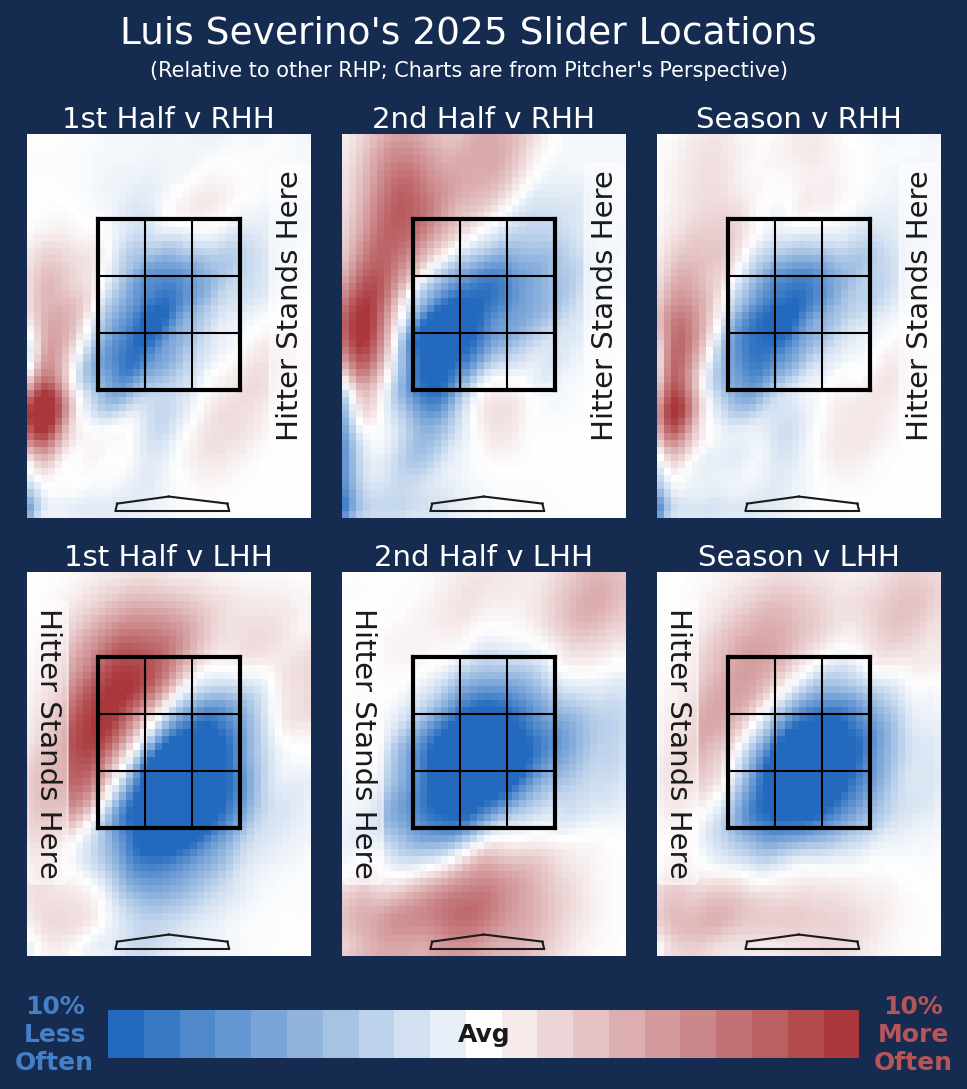 Luis Severino's 2025 Slider Locations
(Relative to other RHP; Charts are from Pitcher's Perspective)
1st Half v RHH
2nd Half v RHH
Season v RHH
Hitter Stands Here
Hitter Stands Here
Hitter Stands Here
1st Half v LHH
2nd Half v LHH
Season v LHH
Hitter Stands Here
Hitter Stands Here
Hitter Stands Here
10%
Less
Often
Avg
10%
More
Often